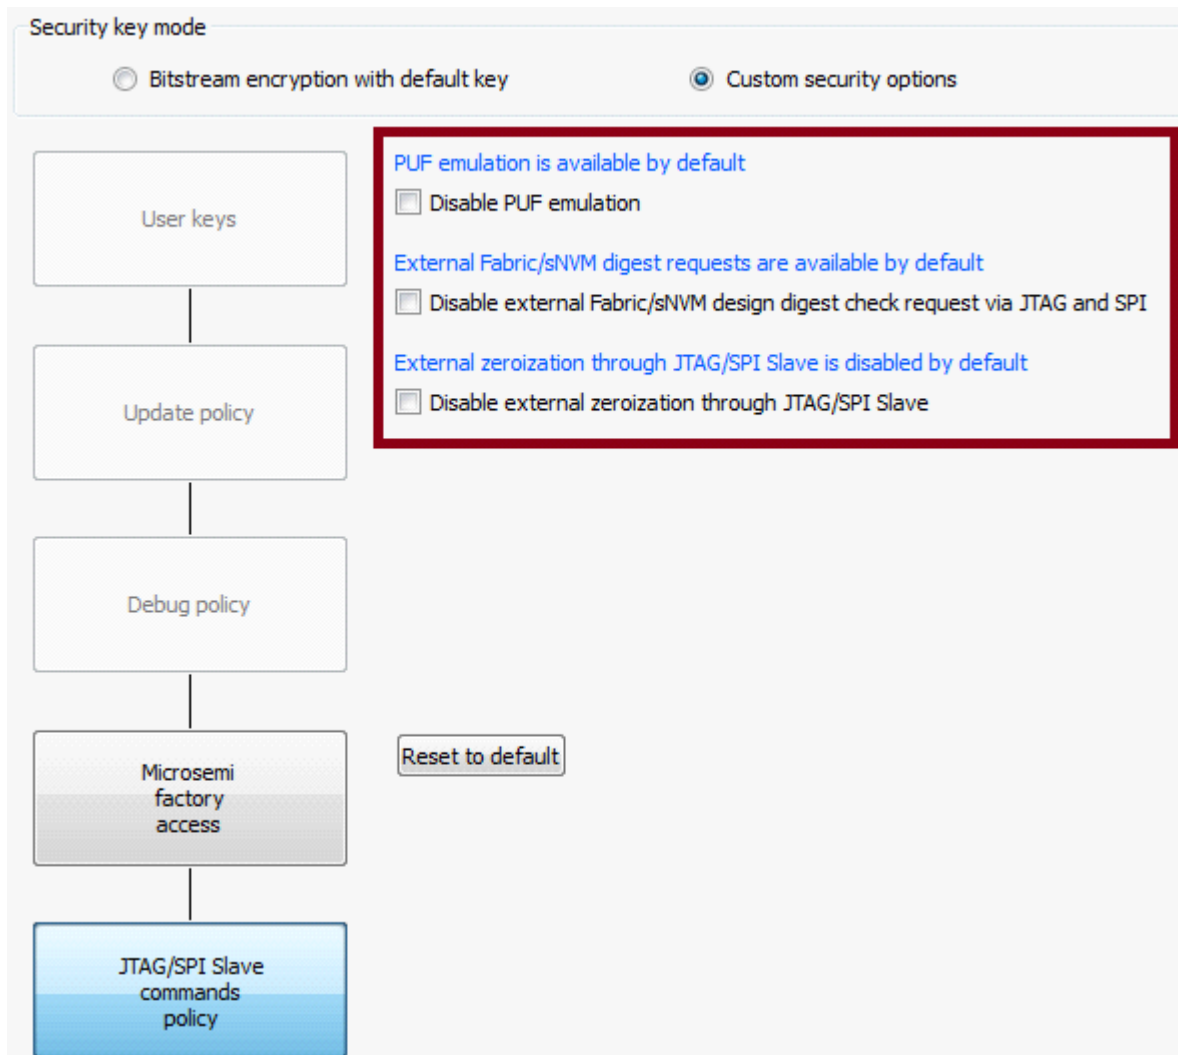 Security key mode
Bitstream encryption with default key
Custom security options
User keys
Update policy
Debug policy
Microsemi
factory
access
JTAG/SPI Slave
commands
policy
PUF emulation is available by default
Disable PUF emulation
External Fabric/sNVM digest requests are available by default
Disable external Fabric/sNVM design digest check request via JTAG and SPI
External zeroization through JTAG/SPI Slave is disabled by default
Disable external zeroization through JTAG/SPI Slave
Reset to default